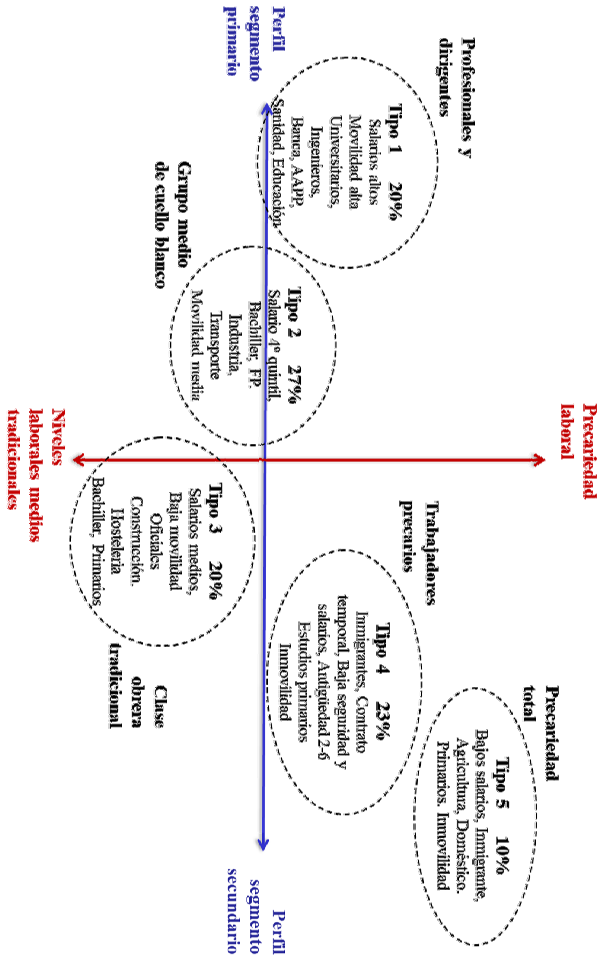 Precariedad
laboral
Precariedad
total
Tipo 5 10%
Bajos salarios, Inmigrante,
Agricultura, Doméstico.
Primarios. Inmovilidad
Profesionales y
dirigentes
Tipo 1 20%
Salarios altos
Movilidad alta
Universitarios,
Ingenieros,
Banca, AAPP,
Sanidad, Educación
Trabajadores
precarios
Tipo 4 23%
Inmigrantes, Contrato
temporal, Baja seguridad y
salarios, Antigüedad 2-6
Estudios primarios
Inmovilidad
Perfil
segmento
primario
Perfil
segmento
secundario
Tipo 2 27%
Salario 4º quintil,
Bachiller, FP.
Industria,
Transporte
Movilidad media
Grupo medio
de cuello blanco
Tipo 3 20%
Salarios medios,
Baja movilidad
Oficiales
Construcción.
Hostelería
Bachiller, Primarios
Clase
obrera
tradicional
Niveles
laborales medios
tradicionales